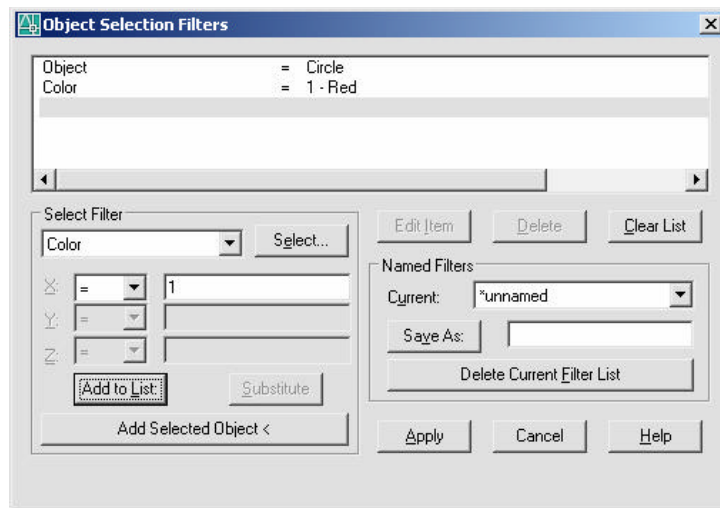 Object Selection Filters
Object = Circle
Color = 1 - Red
Select Filter
Color Select...
X: = 1
Y: =
Z: =
Add to List: Substitute
Add Selected Object <
Edit Item Delete Clear List
Named Filters
Current: *unnamed
Save As:
Delete Current Filter List
Apply Cancel Help